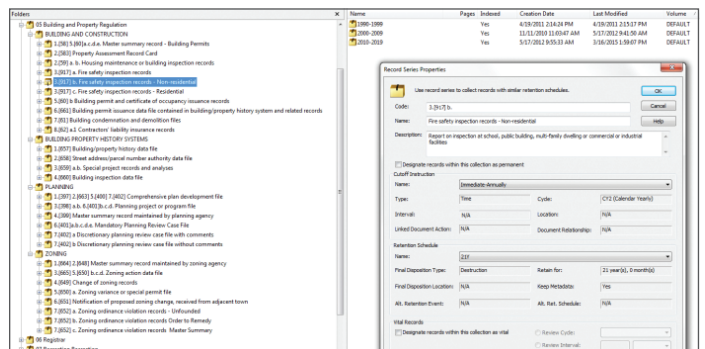 Folders
05 Building and Property Regulation
BUILDING AND CONSTRUCTION
1.[581]5.[60]a.c.d.e. Master summary record - Building Permits
2.[583] Property Assessment Record Card
2.[59] a. b. Housing maintenance or building inspection records
3.[917] a. Fire safety inspection records
3.[917] b. Fire safety inspection records - Non-residential
3.[917] c. Fire safety inspection records - Residential
5.[60] b Building permit and certificate of occupancy issuance records
6.[661] Building permit issuance data file contained in building/property history system and related records
7.[61] Building condemnation and demolition files
8.[62] a.1 Contractors' liability insurance records
BUILDING PROPERTY HISTORY SYSTEMS
1.[657] Building/property history data file
2.[658] Street address/parcel number authority data file
3.[659] a.b. Special project records and analyses
4.[660] Building inspection data file
PLANNING
1.[397] 2.[663] 5.[400] 7.[402] Comprehensive plan development file
3.[398] a.b. 6.[401]b.c.d. Planning project or program file
4.[399] Master summary record maintained by planning agency
6.[401]a.b.c.d.e. Mandatory Planning Review Case File
7.[402] a Discretionary planning review case file with comments
7.[402] b Discretionary planning review case file without comments
ZONING
1.[664] 2.[648] Master summary record maintained by zoning agency
3.[665] 5.[650] b.c.d. Zoning action data file
4.[649] Change of zoning records
5.[650] a. Zoning variance or special permit file
6.[651] Notification of proposed zoning change, received from adjacent town
7.[652] a. Zoning ordinance violation records - Unfounded
7.[652] b. Zoning ordinance violation records Order to Remedy
7.[652] c. Zoning ordinance violation records Master Summary
06 Registrar
Name Pages Indexed Creation Date Last Modified Volume
1990-1999 Yes 4/19/2011 2:14:24 PM 4/19/2011 2:15:17 PM DEFAULT
2000-2009 Yes 11/11/2010 11:03:47 AM 5/17/2012 9:41:50 AM DEFAULT
2010-2019 Yes 5/17/2012 9:55:33 AM 3/16/2015 1:59:07 PM DEFAULT
Record Series Properties
Use record series to collect records with similar retention schedules.
OK
Code: 3.[917] b.
Cancel
Name: Fire safety inspection records - Non-residential
Help
Description: Report on inspection at school, public building, multi-family dwelling or commercial or industrial
facilities
Designate records within this collection as permanent
Cutoff Instruction
Name: Immediate-Annually
Type: Time Cycle: CY2 (Calendar Yearly)
Interval: N/A Location: N/A
Linked Document Action: N/A Document Relationship: N/A
Retention Schedule
Name: 21f
Final Disposition Type: Destruction Retain for: 21 year(s), 0 month(s)
Final Disposition Location: N/A Keep Metadata: Yes
Alt. Retention Event: N/A Alt. Ret. Schedule: N/A
Vital Records
Designate records within this collection as vital Review Cycle:
Review Interval: